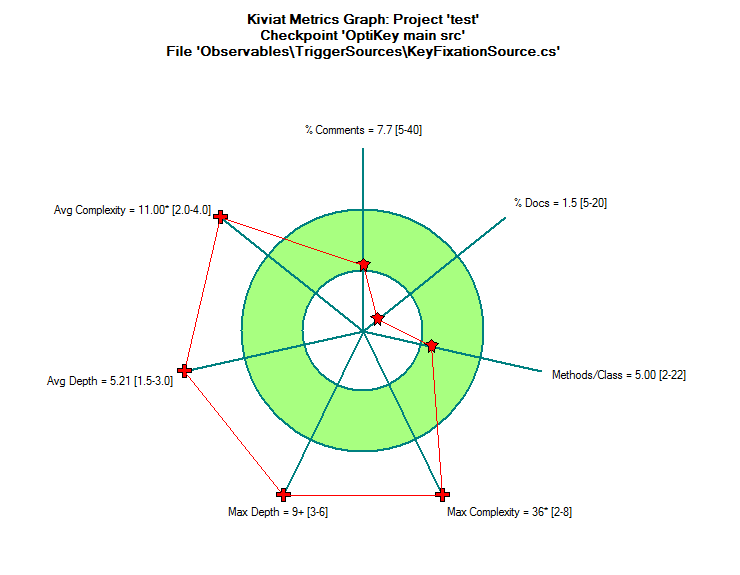 Kiviat Metrics Graph: Project 'test'
Checkpoint 'OptiKey main src'
File 'Observables\TriggerSources\KeyFixationSource.cs'
% Comments = 7.7 [5-40]
% Docs = 1.5 [5-20]
Avg Complexity = 11.00* [2.0-4.0]
Methods/Class = 5.00 [2-22]
Avg Depth = 5.21 [1.5-3.0]
Max Depth = 9+ [3-6]
Max Complexity = 36* [2-8]